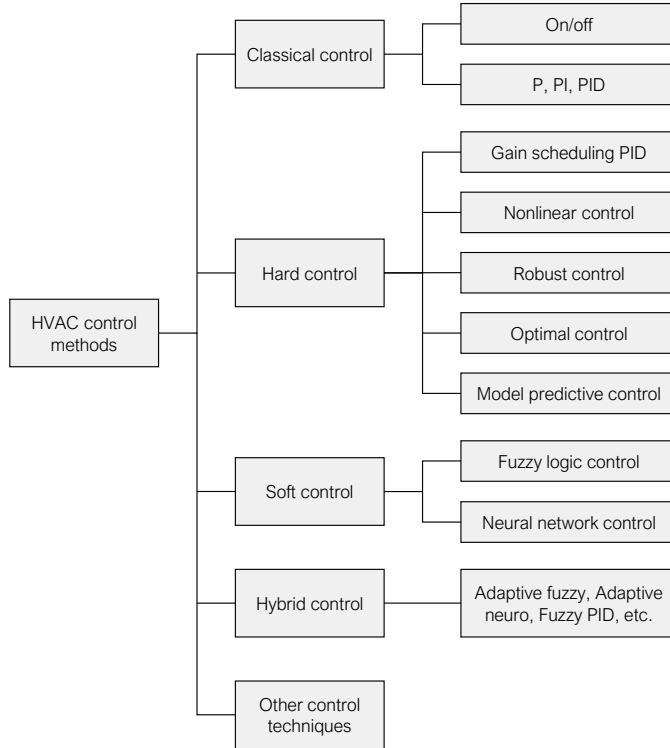 HVAC control
methods
Classical control
On/off
P, PI, PID
Hard control
Gain scheduling PID
Nonlinear control
Robust control
Optimal control
Model predictive control
Soft control
Fuzzy logic control
Neural network control
Hybrid control
Adaptive fuzzy, Adaptive
neuro, Fuzzy PID, etc.
Other control
techniques